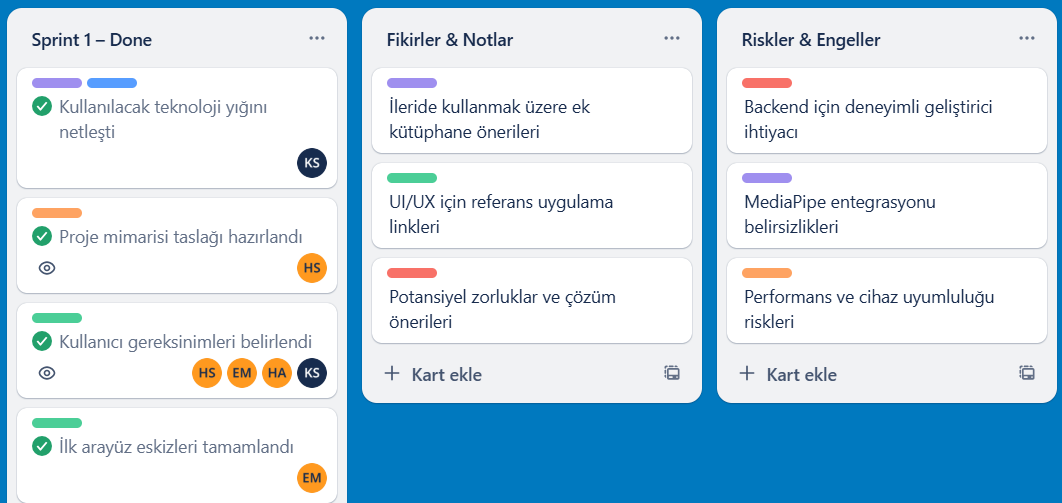 Sprint 1 – Done
Kullanılacak teknoloji yığını
netleşti
KS
Proje mimarisi taslağı hazırlandı
HS
Kullanıcı gereksinimleri belirlendi
HS EM HA KS
İlk arayüz eskizleri tamamlandı
EM
Fikirler & Notlar
İleride kullanmak üzere ek
kütüphane önerileri
UI/UX için referans uygulama
linkleri
Potansiyel zorluklar ve çözüm
önerileri
Kart ekle
Riskler & Engeller
Backend için deneyimli geliştirici
ihtiyacı
MediaPipe entegrasyonu
belirsizlikleri
Performans ve cihaz uyumluluğu
riskleri
Kart ekle